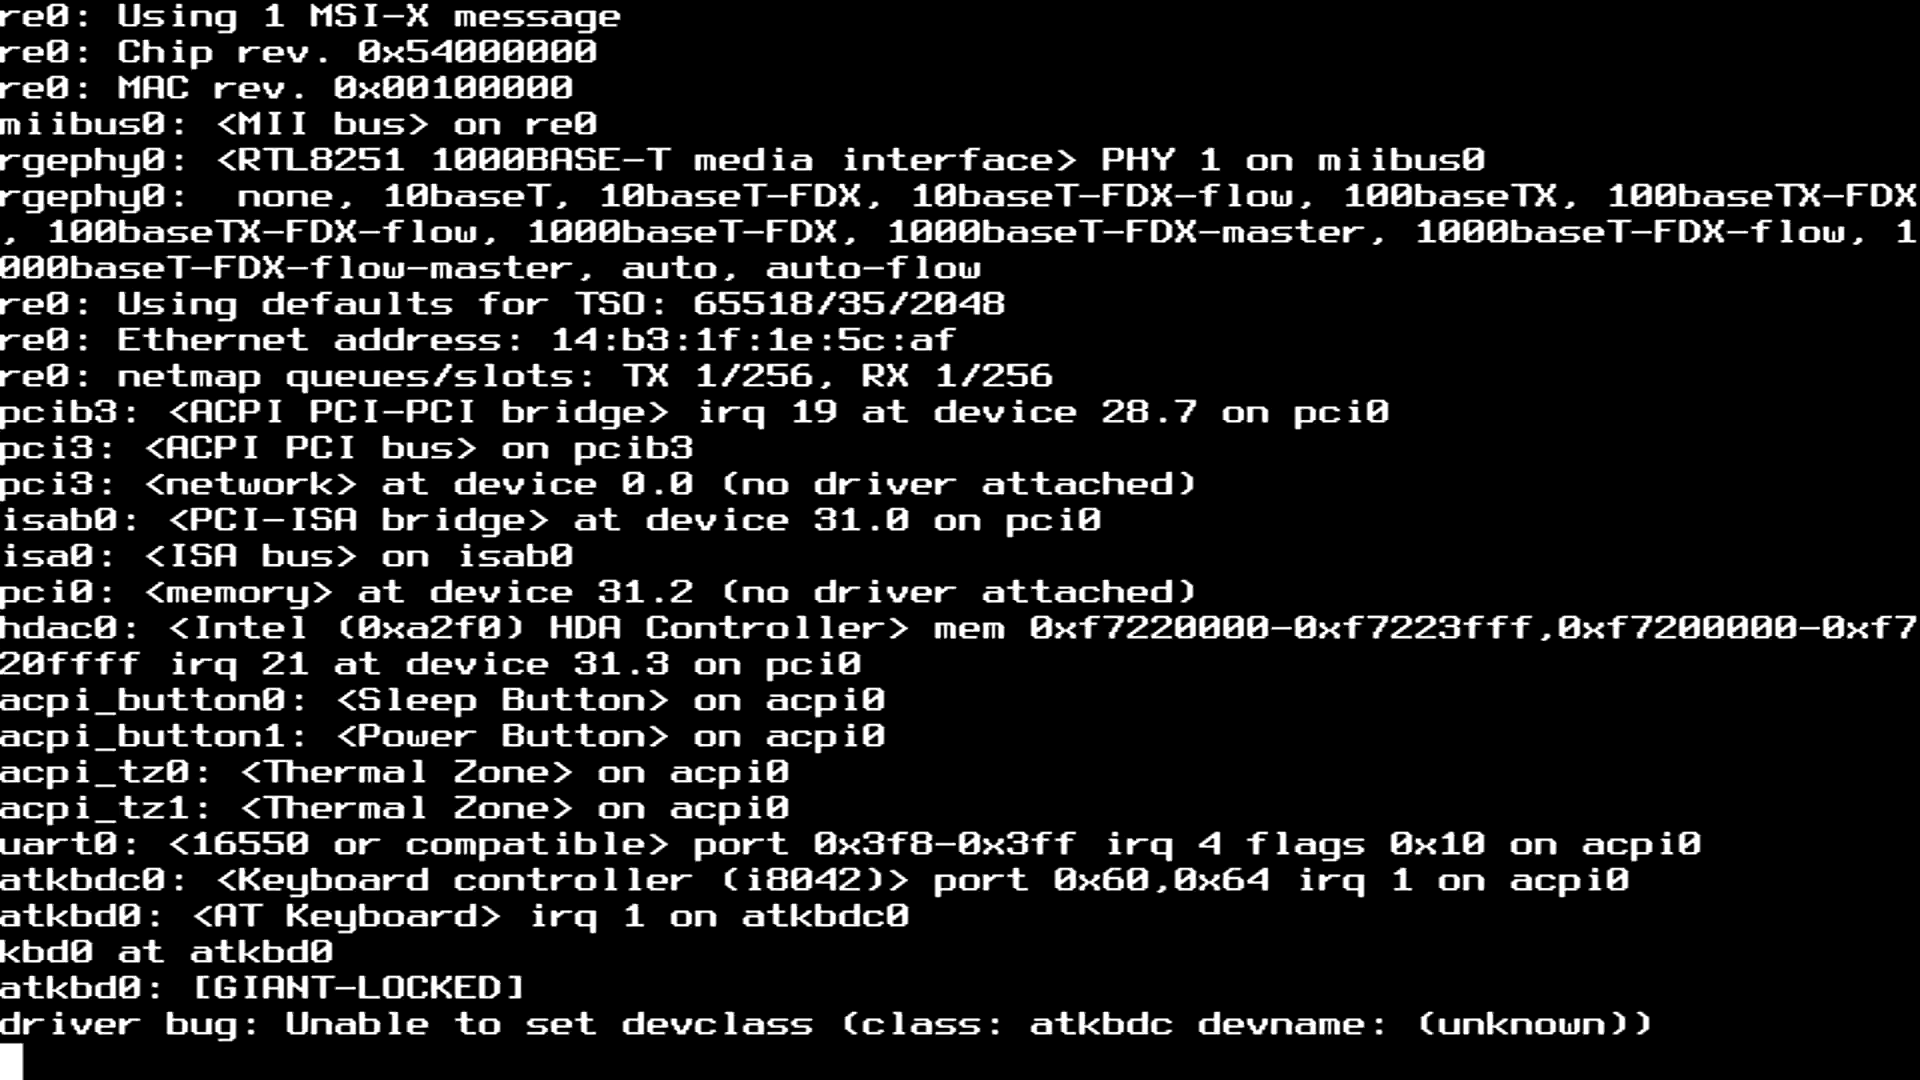 re0: Using 1 MSI-X message
re0: Chip rev. 0x54000000
re0: MAC rev. 0x00100000
miibus0: <MII bus> on re0
rgephy0: <RTL8251 1000BASE-T media interface> PHY 1 on miibus0
rgephy0:  none, 10baseT, 10baseT-FDX, 10baseT-FDX-flow, 100baseTX, 100baseTX-FDX
, 100baseTX-FDX-flow, 1000baseT-FDX, 1000baseT-FDX-master, 1000baseT-FDX-flow, 1
000baseT-FDX-flow-master, auto, auto-flow
re0: Using defaults for TSO: 65518/35/2048
re0: Ethernet address: 14:b3:1f:1e:5c:af
re0: netmap queues/slots: TX 1/256, RX 1/256
pcib3: <ACPI PCI-PCI bridge> irq 19 at device 28.7 on pci0
pci3: <ACPI PCI bus> on pcib3
pci3: <network> at device 0.0 (no driver attached)
isab0: <PCI-ISA bridge> at device 31.0 on pci0
isa0: <ISA bus> on isab0
pci0: <memory> at device 31.2 (no driver attached)
hdac0: <Intel (0xa2f0) HDA Controller> mem 0xf7220000-0xf7223fff,0xf7200000-0xf7
20ffff irq 21 at device 31.3 on pci0
acpi_button0: <Sleep Button> on acpi0
acpi_button1: <Power Button> on acpi0
acpi_tz0: <Thermal Zone> on acpi0
acpi_tz1: <Thermal Zone> on acpi0
uart0: <16550 or compatible> port 0x3f8-0x3ff irq 4 flags 0x10 on acpi0
atkbdc0: <Keyboard controller (i8042)> port 0x60,0x64 irq 1 on acpi0
atkbd0: <AT Keyboard> irq 1 on atkbdc0
kbd0 at atkbd0
atkbd0: [GIANT-LOCKED]
driver bug: Unable to set devclass (class: atkbdc devname: (unknown))